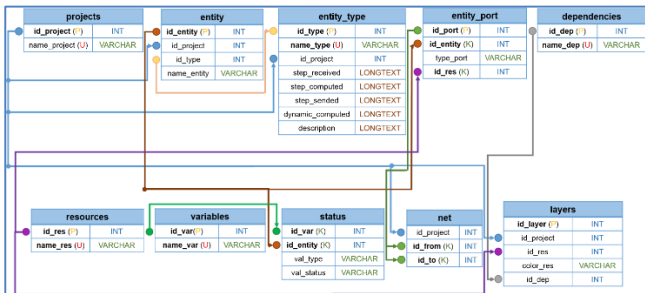 projects
id_project (P) INT
name_project (U) VARCHAR
entity
id_entity (P) INT
id_project INT
id_type INT
name_entity VARCHAR
entity_type
id_type (P) INT
name_type (U) VARCHAR
id_project INT
step_received LONGTEXT
step_computed LONGTEXT
step_sended LONGTEXT
dynamic_computed LONGTEXT
description LONGTEXT
entity_port
id_port (P) INT
id_entity (K) INT
type_port VARCHAR
id_res (K) INT
dependencies
id_dep (P) INT
name_dep (U) VARCHAR
resources
id_res (P) INT
name_res (U) VARCHAR
variables
id_var(P) INT
name_var (U) VARCHAR
status
id_var (K) INT
id_entity (K) INT
val_type VARCHAR
val_status VARCHAR
net
id_project INT
id_from (K) INT
id_to (K) INT
layers
id_layer (P) INT
id_project INT
id_res INT
color_res VARCHAR
id_dep INT